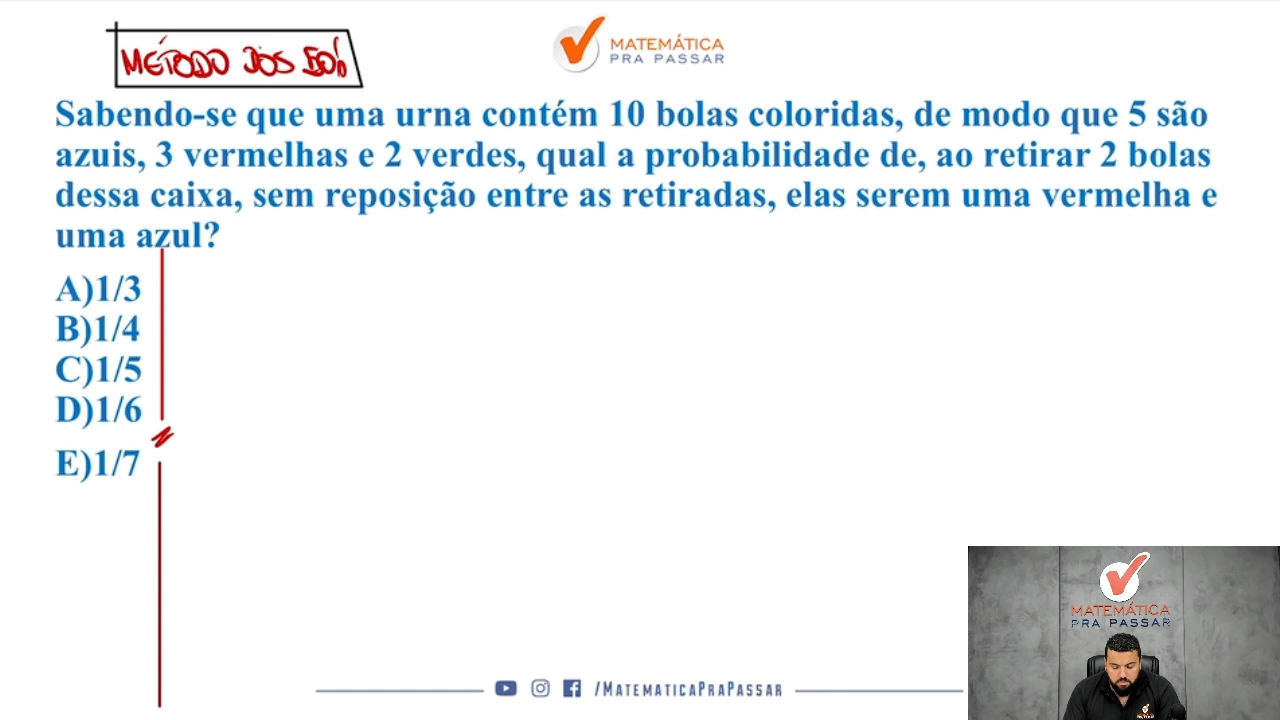 MÉTODO DOS 50%
MATEMÁTICA
PRA PASSAR
Sabendo-se que uma urna contém 10 bolas coloridas, de modo que 5 são
azuis, 3 vermelhas e 2 verdes, qual a probabilidade de, ao retirar 2 bolas
dessa caixa, sem reposição entre as retiradas, elas serem uma vermelha e
uma azul?
A)1/3
B)1/4
C)1/5
D)1/6
E)1/7
/MATEMATICAPRAPASSAR
MATEMÁTICA
PRA PASSAR